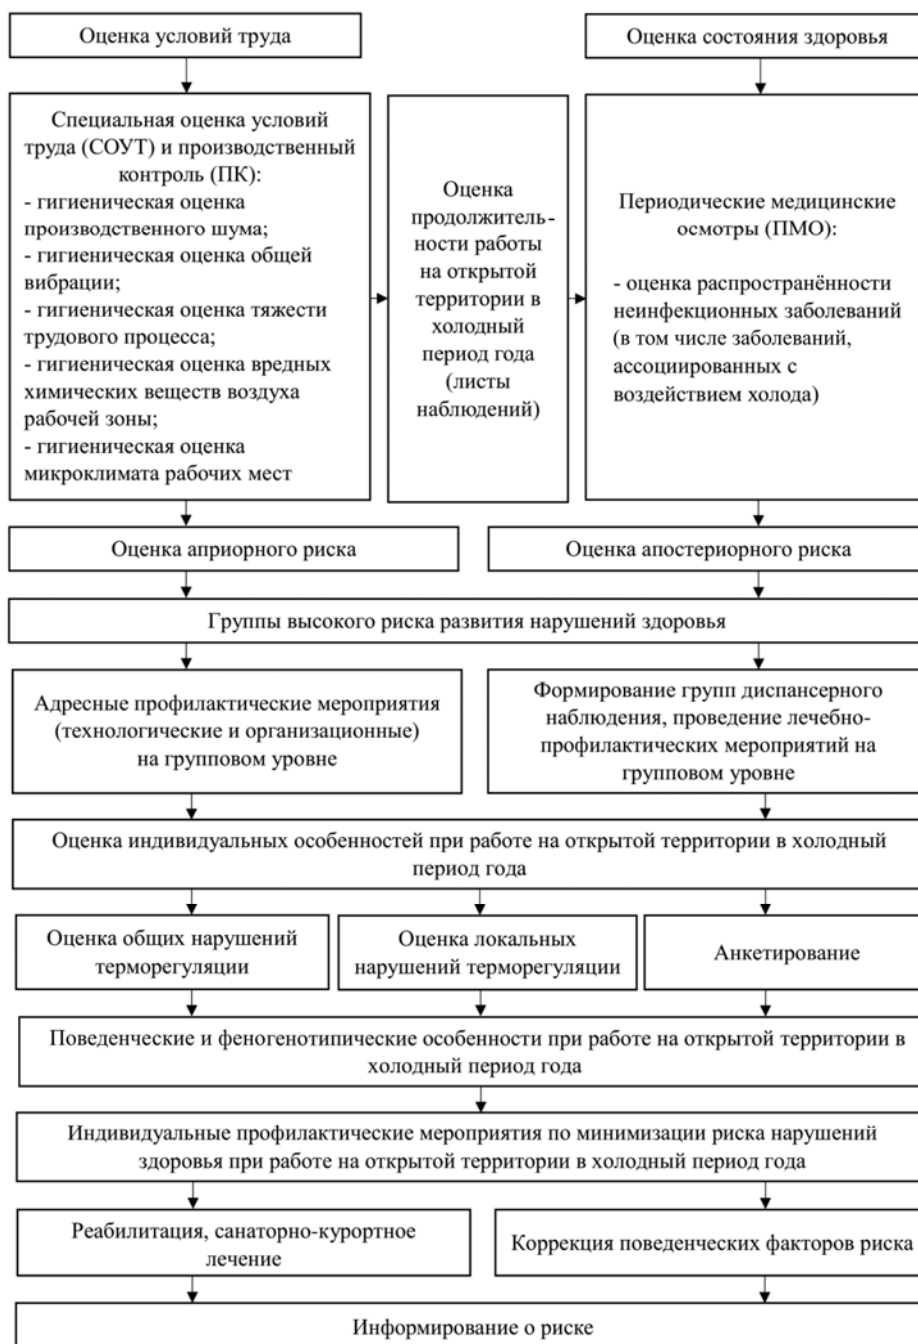 Оценка условий труда
Оценка состояния здоровья
Специальная оценка условий
труда (СОУТ) и производственный
контроль (ПК):
- гигиеническая оценка
производственного шума;
- гигиеническая оценка общей
вибрации;
- гигиеническая оценка тяжести
трудового процесса;
- гигиеническая оценка вредных
химических веществ воздуха
рабочей зоны;
- гигиеническая оценка
микроклимата рабочих мест
Оценка
продолжитель-
ности работы
на открытой
территории в
холодный
период года
(листы
наблюдений)
Периодические медицинские
осмотры (ПМО):
- оценка распространённости
неинфекционных заболеваний
(в том числе заболеваний,
ассоциированных с
воздействием холода)
Оценка априорного риска
Оценка апостериорного риска
Группы высокого риска развития нарушений здоровья
Адресные профилактические мероприятия
(технологические и организационные)
на групповом уровне
Формирование групп диспансерного
наблюдения, проведение лечебно-
профилактических мероприятий на
групповом уровне
Оценка индивидуальных особенностей при работе на открытой территории в холодный
период года
Оценка общих нарушений
терморегуляции
Оценка локальных
нарушений терморегуляции
Анкетирование
Поведенческие и феногенотипические особенности при работе на открытой территории в
холодный период года
Индивидуальные профилактические мероприятия по минимизации риска нарушений
здоровья при работе на открытой территории в холодный период года
Реабилитация, санаторно-курортное
лечение
Коррекция поведенческих факторов риска
Информирование о риске